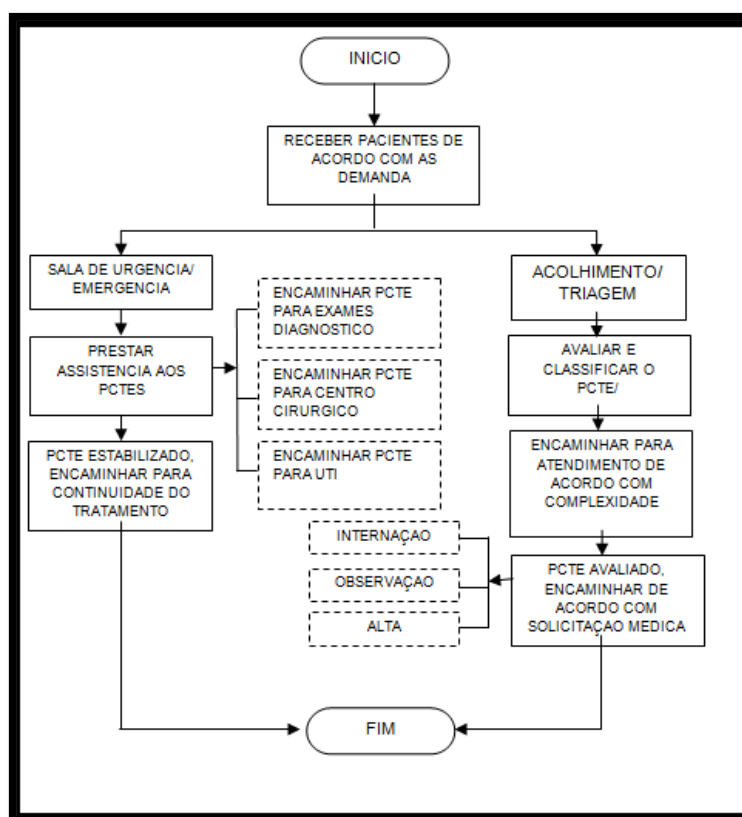 INICIO
RECEBER PACIENTES DE
ACORDO COM AS
DEMANDA
SALA DE URGENCIA/
EMERGENCIA
PRESTAR
ASSISTENCIA AOS
PCTES
PCTE ESTABILIZADO,
ENCAMINHAR PARA
CONTINUIDADE DO
TRATAMENTO
ENCAMINHAR PCTE
PARA EXAMES
DIAGNOSTICO
ENCAMINHAR PCTE
PARA CENTRO
CIRURGICO
ENCAMINHAR PCTE
PARA UTI
ACOLHIMENTO/
TRIAGEM
AVALIAR E
CLASSIFICAR O
PCTE/
ENCAMINHAR PARA
ATENDIMENTO DE
ACORDO COM
COMPLEXIDADE
PCTE AVALIADO,
ENCAMINHAR DE
ACORDO COM
SOLICITAÇAO MEDICA
INTERNAÇAO
OBSERVAÇAO
ALTA
FIM